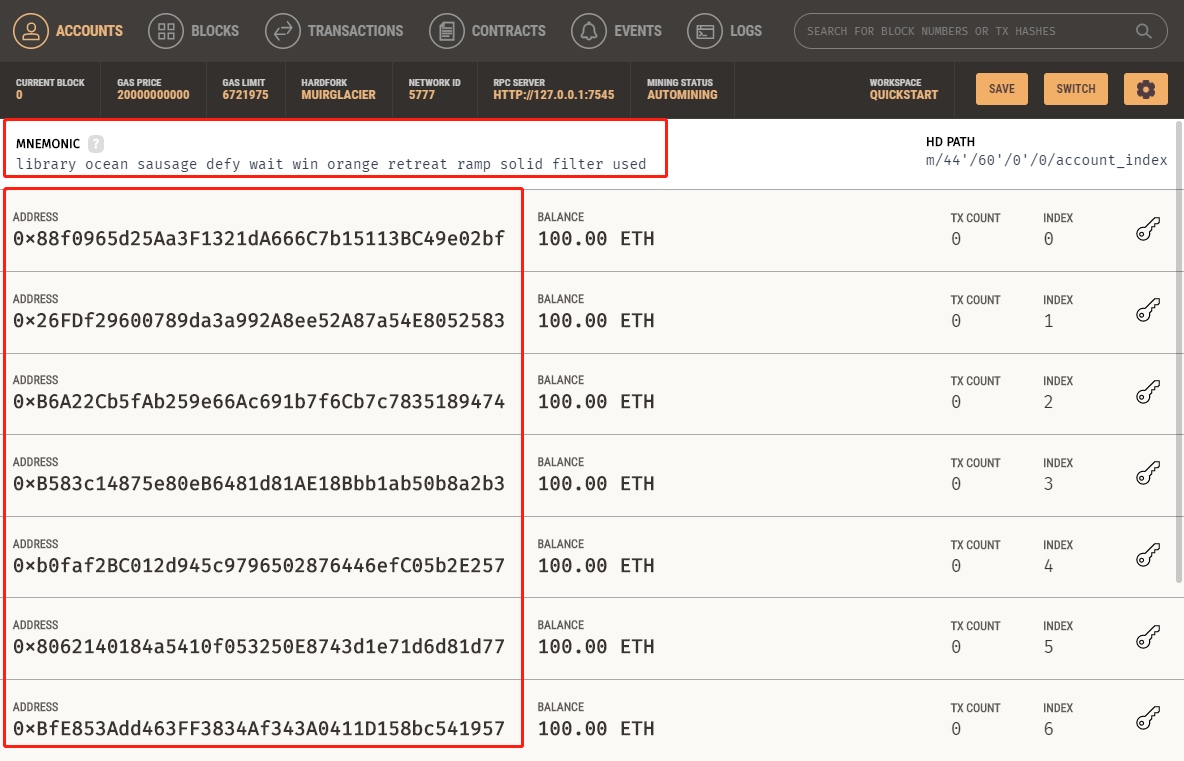 ACCOUNTS BLOCKS TRANSACTIONS CONTRACTS EVENTS LOGS SEARCH FOR BLOCK NUMBERS OR TX HASHES
CURRENT BLOCK GAS PRICE GAS LIMIT HARDFORK NETWORK ID RPC SERVER MINING STATUS WORKSPACE
0 20000000000 6721975 MUIRGLACIER 5777 HTTP://127.0.0.1:7545 AUTOMINING QUICKSTART SAVE SWITCH
MNEMONIC ? HD PATH
library ocean sausage defy wait win orange retreat ramp solid filter used m/44'/60'/0'/0/account_index
ADDRESS BALANCE TX COUNT INDEX
0×88f0965d25Aa3F1321dA666C7b15113BC49e02bf 100.00 ETH 0 0
ADDRESS BALANCE TX COUNT INDEX
0×26FDf29600789da3a992A8ee52A87a54E8052583 100.00 ETH 0 1
ADDRESS BALANCE TX COUNT INDEX
0×B6A22Cb5fAb259e66Ac691b7f6Cb7c7835189474 100.00 ETH 0 2
ADDRESS BALANCE TX COUNT INDEX
0×B583c14875e80eB6481d81AE18Bbb1ab50b8a2b3 100.00 ETH 0 3
ADDRESS BALANCE TX COUNT INDEX
0×b0faf2BC012d945c9796502876446efC05b2E257 100.00 ETH 0 4
ADDRESS BALANCE TX COUNT INDEX
0×8062140184a5410f053250E8743d1e71d6d81d77 100.00 ETH 0 5
ADDRESS BALANCE TX COUNT INDEX
0×BfE853Add463FF3834Af343A0411D158bc541957 100.00 ETH 0 6